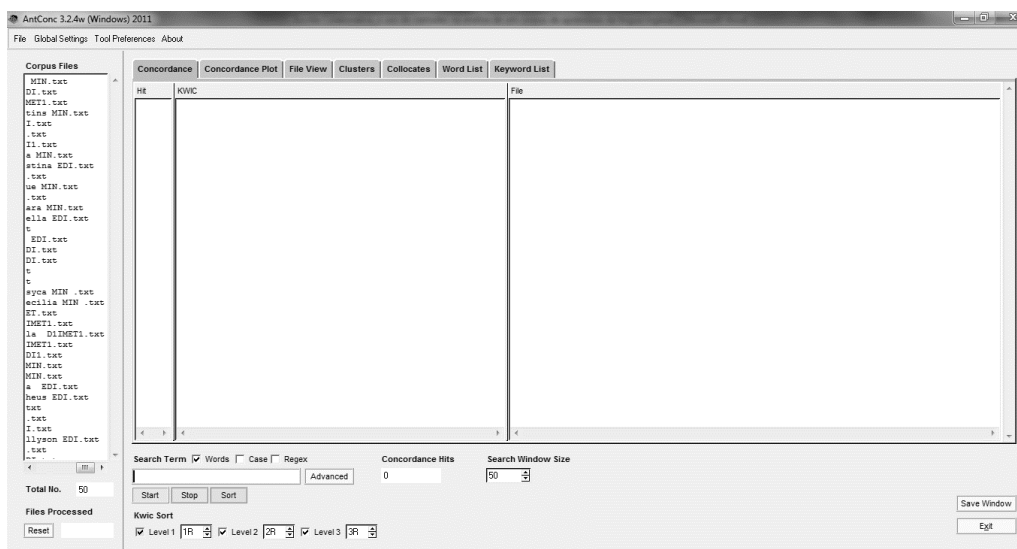 AntConc 3.2.4w (Windows) 2011
File Global Settings Tool Preferences About
Corpus Files
MIN.txt
DI.txt
MET1.txt
tins MIN.txt
I.txt
.txt
I1.txt
a MIN.txt
stina EDI.txt
.txt
ue MIN.txt
.txt
ara MIN.txt
ella EDI.txt
t
EDI.txt
DI.txt
DI.txt
t
t
syca MIN .txt
ecilia MIN .txt
ET.txt
IMET1.txt
la D1IMET1.txt
IMET1.txt
DI1.txt
MIN.txt
MIN.txt
a EDI.txt
heus EDI.txt
txt
.txt
I.txt
llyson EDI.txt
.txt
Total No. 50
Files Processed
Reset
Concordance Concordance Plot File View Clusters Collocates Word List Keyword List
Hit KWIC File
Search Term Words Case Regex Concordance Hits Search Window Size
Advanced 0 50
Start Stop Sort
Kwic Sort
Level 1 1R Level 2 2R Level 3 3R
Save Window
Exit